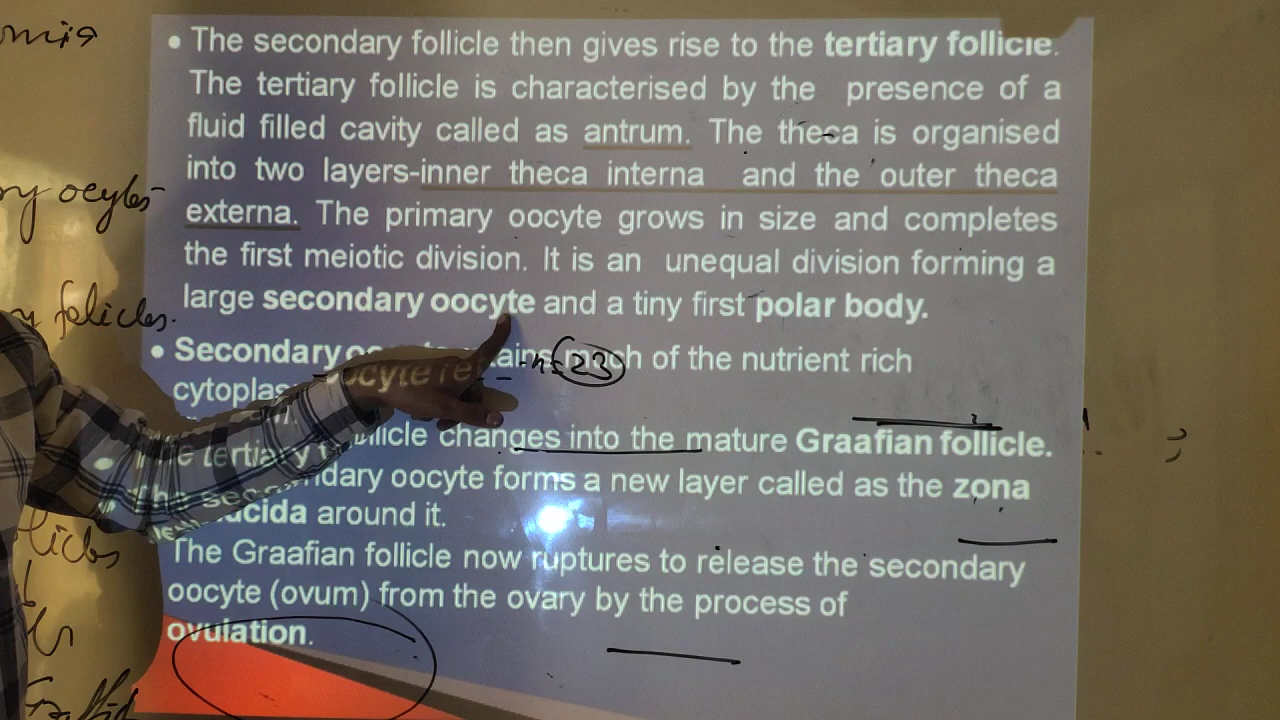 • The secondary follicle then gives rise to the tertiary follicle.
The tertiary follicle is characterised by the presence of a
fluid filled cavity called as antrum. The theca is organised
into two layers-inner theca interna and the outer theca
externa. The primary oocyte grows in size and completes
the first meiotic division. It is an unequal division forming a
large secondary oocyte and a tiny first polar body.
• Secondary much of the nutrient rich
n=23
follicle changes into the mature Graafian follicle.
oocyte forms a new layer called as the zona
around it.
The Graafian follicle now ruptures to release the secondary
oocyte (ovum) from the ovary by the process of
ovulation.